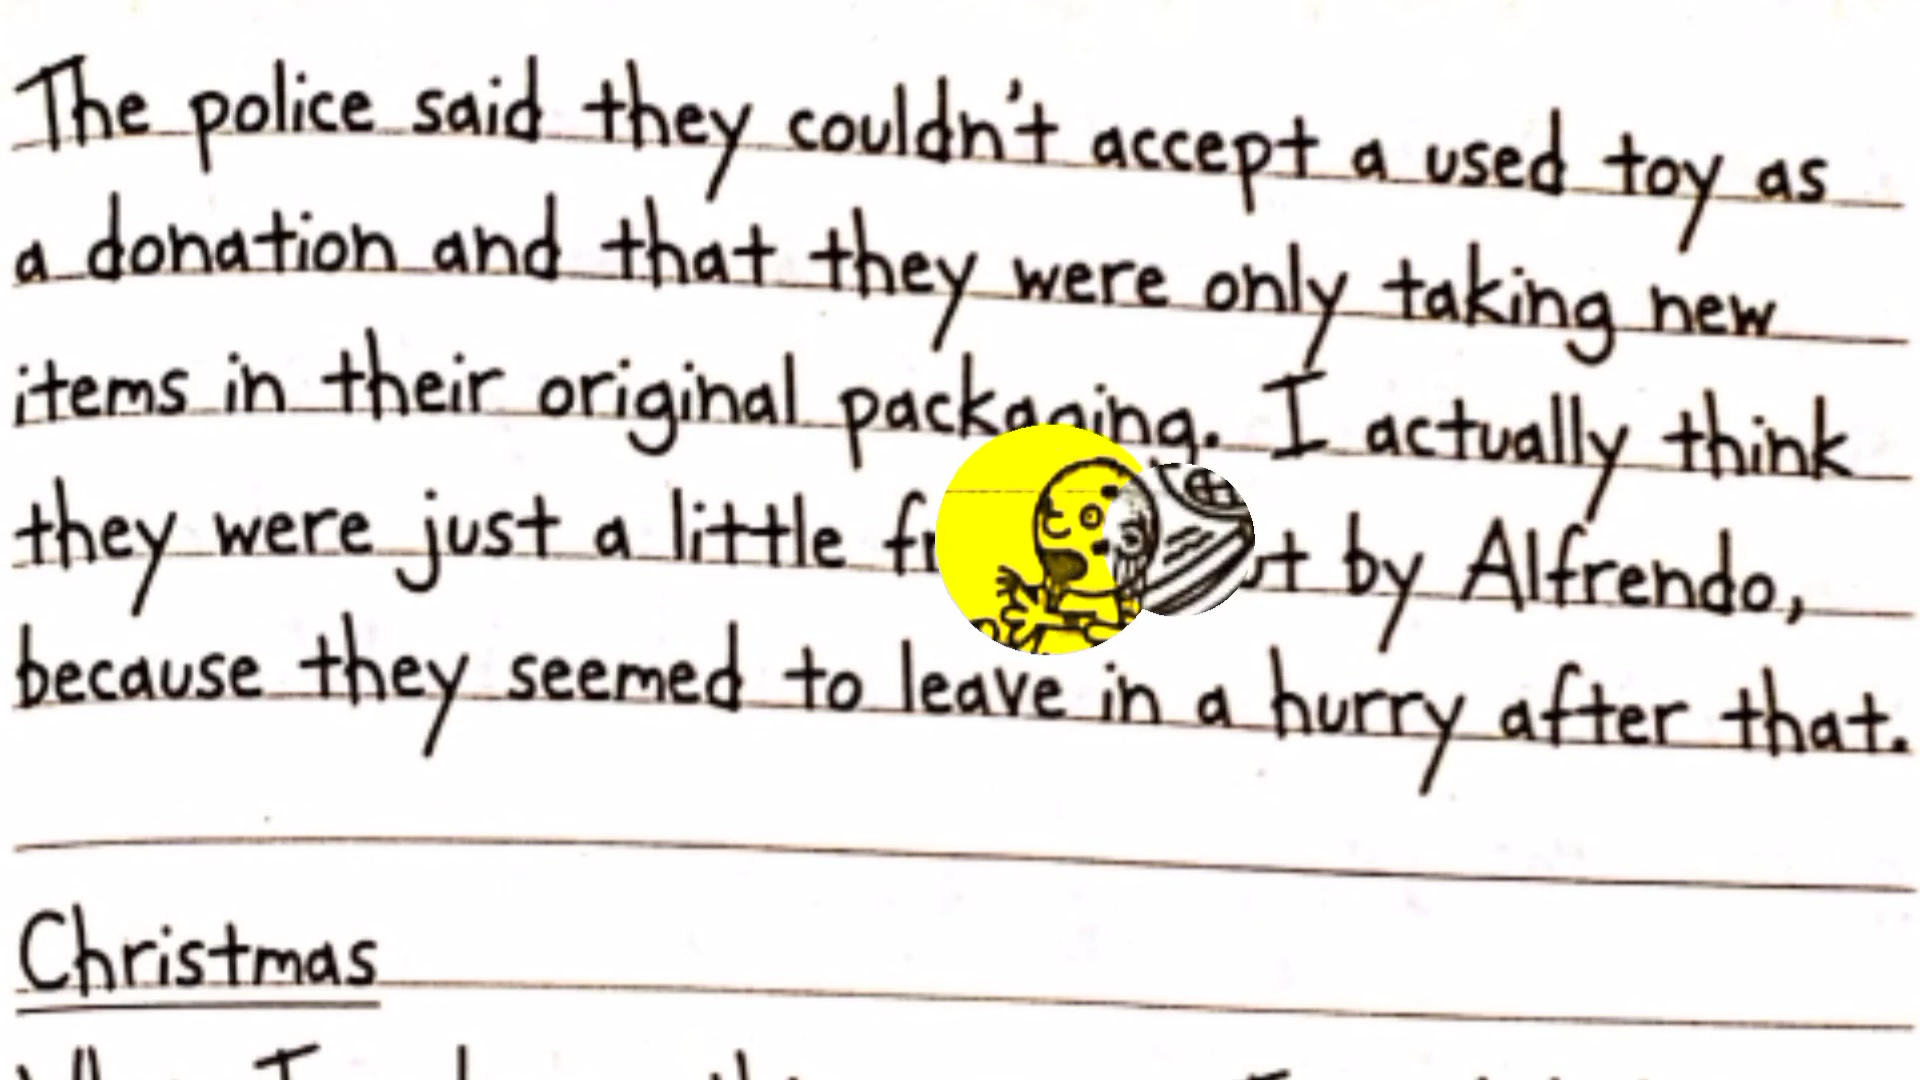 The police said they couldn't accept a used toy as
a donation and that they were only taking new
items in their original packaging. I actually think
they were just a little by Alfrendo,
because they seemed to leave in a hurry after that.
Christmas